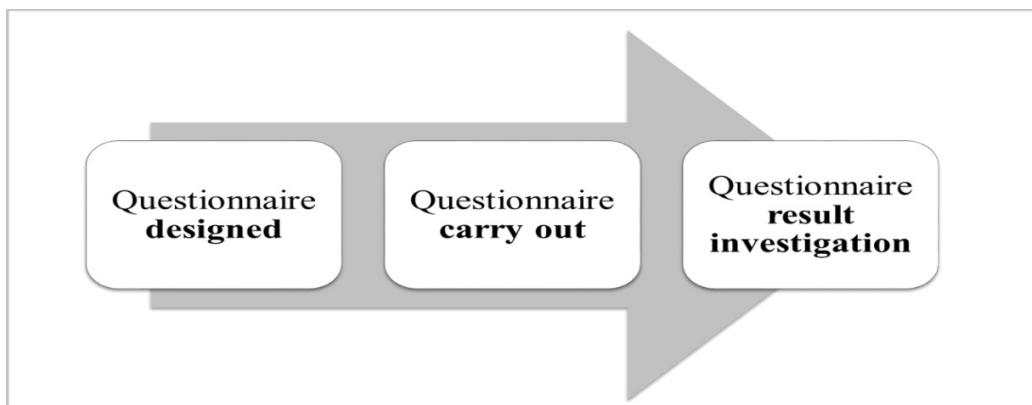 Questionnaire
designed
Questionnaire
carry out
Questionnaire
result
investigation